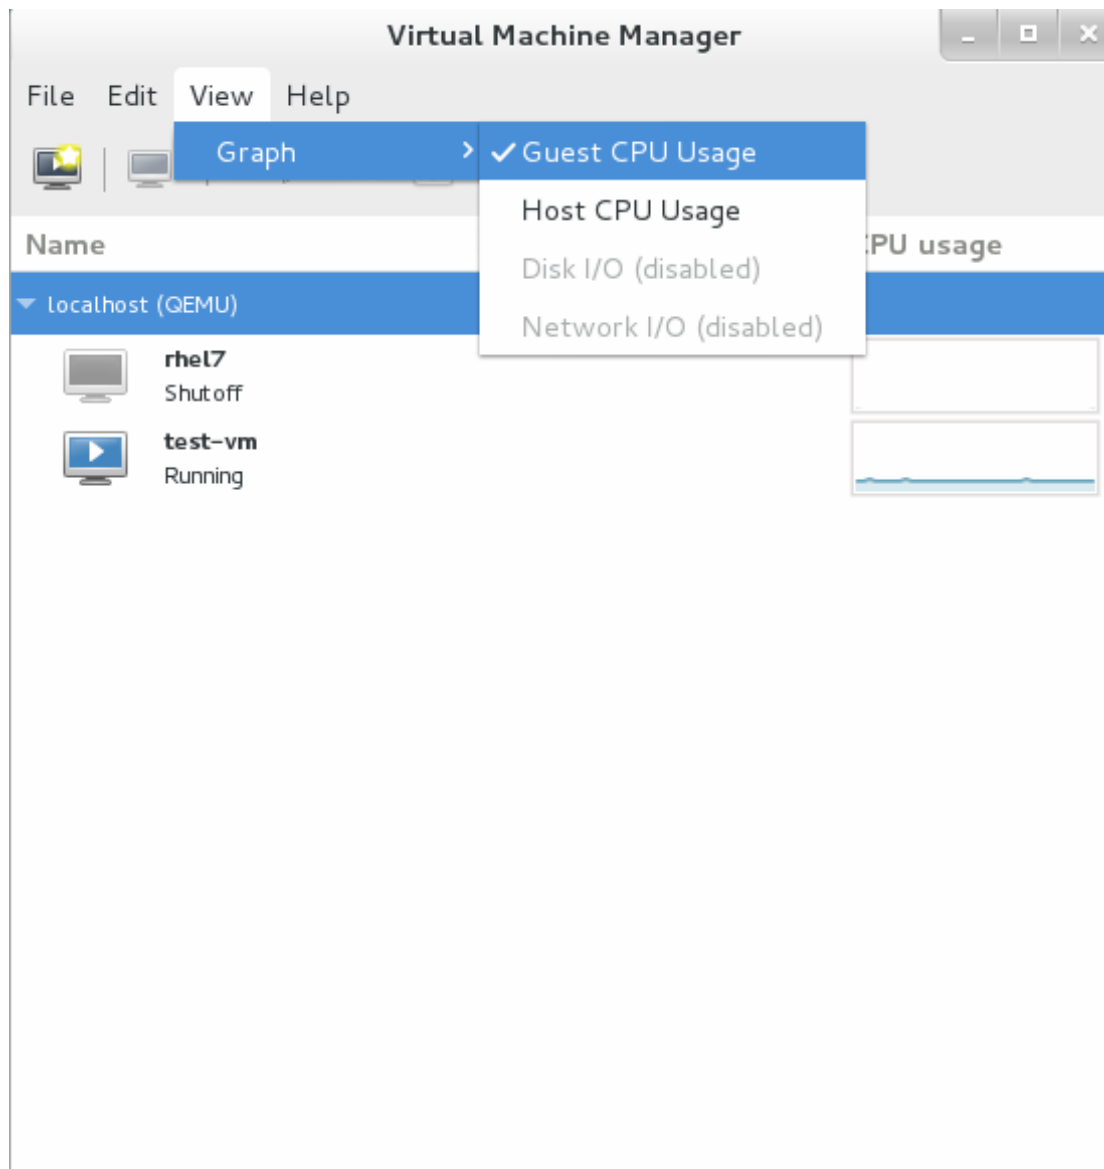 Virtual Machine Manager
File Edit View Help
Graph
Guest CPU Usage
Host CPU Usage
Disk I/O (disabled)
Network I/O (disabled)
Name
usage
localhost (QEMU)
rhel7
Shutoff
test-vm
Running